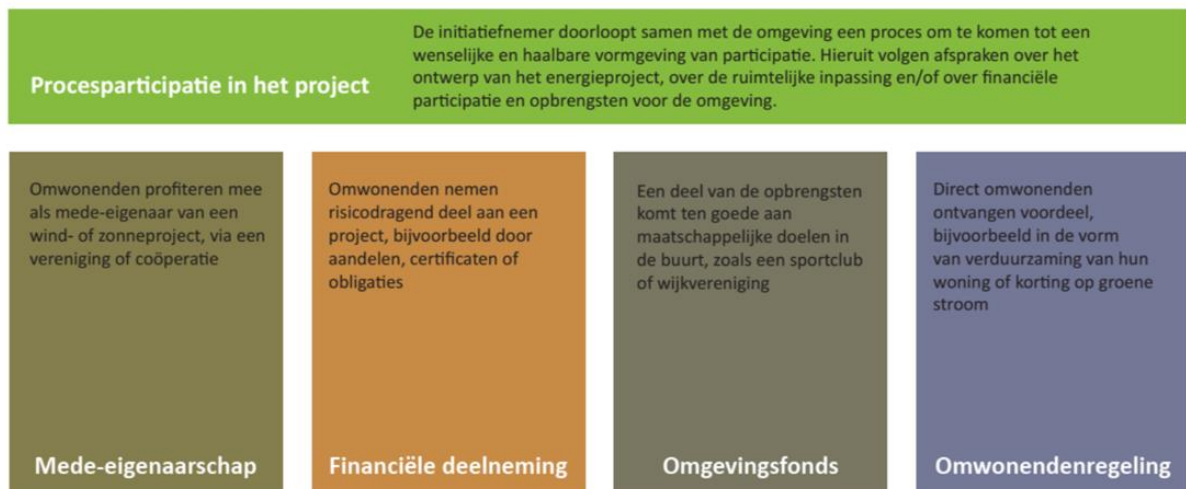 Procesparticipatie in het project
De initiatiefnemer doorloopt samen met de omgeving een proces om te komen tot een
wenselijke en haalbare vormgeving van participatie. Hieruit volgen afspraken over het
ontwerp van het energieproject, over de ruimtelijke inpassing en/of over financiële
participatie en opbrengsten voor de omgeving.
Omwonenden profiteren mee
als mede-eigenaar van een
wind- of zonneproject, via een
vereniging of coöperatie
Mede-eigenaarschap
Omwonenden nemen
risicodragend deel aan een
project, bijvoorbeeld door
aandelen, certificaten of
obligaties
Financiële deelneming
Een deel van de opbrengsten
komt ten goede aan
maatschappelijke doelen in
de buurt, zoals een sportclub
of wijkvereniging
Omgevingsfonds
Direct omwonenden
ontvangen voordeel,
bijvoorbeeld in de vorm
van verduurzaming van hun
woning of korting op groene
stroom
Omwonendenregeling